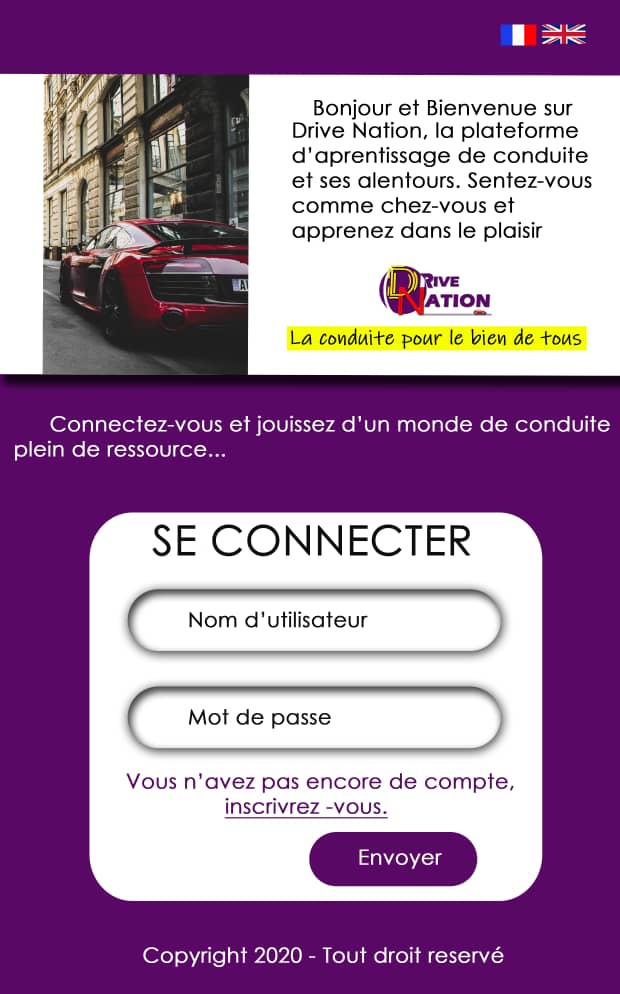 Bonjour et Bienvenue sur
Drive Nation, la plateforme
d’aprentissage de conduite
et ses alentours. Sentez-vous
comme chez-vous et
apprenez dans le plaisir
DRIVE
NATION
La conduite pour le bien de tous
Connectez-vous et jouissez d’un monde de conduite
plein de ressource...
SE CONNECTER
Nom d’utilisateur
Mot de passe
Vous n’avez pas encore de compte,
inscrivrez -vous.
Envoyer
Copyright 2020 - Tout droit reservé